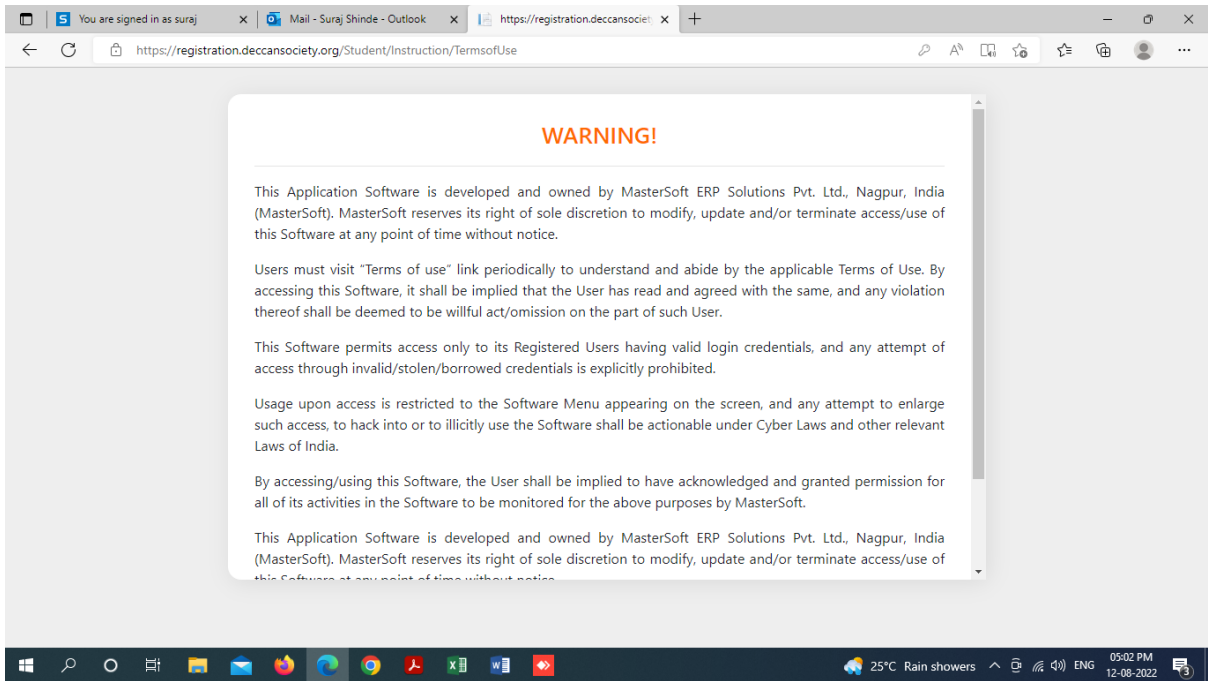 You are signed in as suraj
Mail - Suraj Shinde - Outlook
https://registration.deccansociet
https://registration.deccansociety.org/Student/Instruction/TermsofUse
WARNING!
This Application Software is developed and owned by MasterSoft ERP Solutions Pvt. Ltd., Nagpur, India
(MasterSoft). MasterSoft reserves its right of sole discretion to modify, update and/or terminate access/use of
this Software at any point of time without notice.
Users must visit “Terms of use” link periodically to understand and abide by the applicable Terms of Use. By
accessing this Software, it shall be implied that the User has read and agreed with the same, and any violation
thereof shall be deemed to be willful act/omission on the part of such User.
This Software permits access only to its Registered Users having valid login credentials, and any attempt of
access through invalid/stolen/borrowed credentials is explicitly prohibited.
Usage upon access is restricted to the Software Menu appearing on the screen, and any attempt to enlarge
such access, to hack into or to illicitly use the Software shall be actionable under Cyber Laws and other relevant
Laws of India.
By accessing/using this Software, the User shall be implied to have acknowledged and granted permission for
all of its activities in the Software to be monitored for the above purposes by MasterSoft.
This Application Software is developed and owned by MasterSoft ERP Solutions Pvt. Ltd., Nagpur, India
(MasterSoft). MasterSoft reserves its right of sole discretion to modify, update and/or terminate access/use of
this Software at any point of time without notice.
25°C Rain showers
ENG
05:02 PM
12-08-2022
3